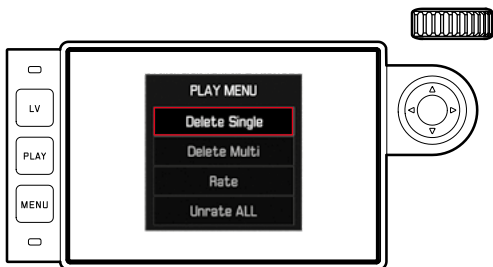 LV
PLAY
MENU
PLAY MENU
Delete Single
Delete Multi
Rate
Unrate ALL